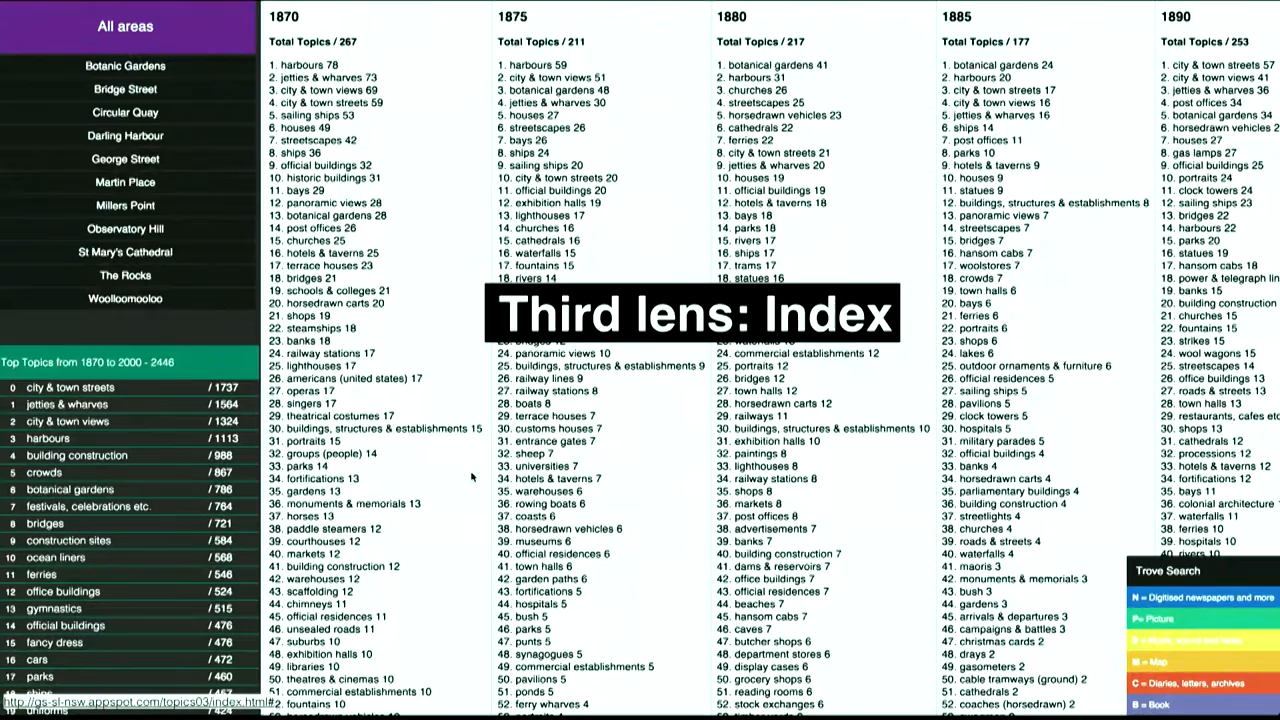 All areas
Botanic Gardens
Bridge Street
Circular Quay
Darling Harbour
George Street
Martin Place
Millers Point
Observatory Hill
St Mary's Cathedral
The Rocks
Woolloomooloo
Top Topics from 1870 to 2000 - 2446
0 city & town streets / 1737
1 jetties & wharves / 1564
2 city & town views / 1324
3 harbours / 1113
4 building construction / 988
5 crowds / 867
6 botanical gardens / 786
7 festivals, celebrations etc. / 764
8 bridges / 721
9 construction sites / 584
10 ocean liners / 568
11 ferries / 546
12 office buildings / 524
13 gymnastics / 515
14 official buildings / 476
15 fancy dress / 476
16 cars / 472
17 parks / 460
18 ships / 457
http://gs-sl-nsw.appspot.com/topics03/index.html#
19 uniforms / 424
1870
Total Topics / 267
1. harbours 78
2. jetties & wharves 73
3. city & town views 69
4. city & town streets 59
5. sailing ships 53
6. houses 49
7. streetscapes 42
8. ships 36
9. official buildings 32
10. historic buildings 31
11. bays 29
12. panoramic views 28
13. botanical gardens 28
14. post offices 26
15. churches 25
16. hotels & taverns 25
17. terrace houses 23
18. bridges 21
19. schools & colleges 21
20. horsedrawn carts 20
21. shops 19
22. steamships 18
23. banks 18
24. railway stations 17
25. lighthouses 17
26. americans (united states) 17
27. operas 17
28. singers 17
29. theatrical costumes 17
30. buildings, structures & establishments 15
31. portraits 15
32. groups (people) 14
33. parks 14
34. fortifications 13
35. gardens 13
36. monuments & memorials 13
37. horses 13
38. paddle steamers 12
39. courthouses 12
40. markets 12
41. building construction 12
42. warehouses 12
43. scaffolding 12
44. chimneys 11
45. official residences 11
46. unsealed roads 11
47. suburbs 10
48. exhibition halls 10
49. libraries 10
50. theatres & cinemas 10
51. commercial establishments 10
2. fountains 10
1875
Total Topics / 211
1. harbours 59
2. city & town views 51
3. botanical gardens 48
4. jetties & wharves 30
5. houses 27
6. streetscapes 26
7. bays 26
8. ships 24
9. sailing ships 20
10. city & town streets 20
11. official buildings 20
12. exhibition halls 19
13. lighthouses 17
14. churches 16
15. cathedrals 16
16. waterfalls 15
17. fountains 15
18. rivers 14
Third lens: Index
24. panoramic views 10
25. buildings, structures & establishments 9
26. railway lines 9
27. railway stations 8
28. boats 8
29. terrace houses 7
30. customs houses 7
31. entrance gates 7
32. sheep 7
33. universities 7
34. hotels & taverns 7
35. warehouses 6
36. rowing boats 6
37. coasts 6
38. horsedrawn vehicles 6
39. museums 6
40. official residences 6
41. town halls 6
42. garden paths 6
43. fortifications 5
44. hospitals 5
45. bush 5
46. parks 5
47. punts 5
48. synagogues 5
49. commercial establishments 5
50. pavilions 5
51. ponds 5
52. ferry wharves 4
1880
Total Topics / 217
1. botanical gardens 41
2. harbours 31
3. churches 26
4. streetscapes 25
5. horsedrawn vehicles 23
6. cathedrals 22
7. ferries 22
8. city & town streets 21
9. jetties & wharves 20
10. houses 19
11. official buildings 19
12. hotels & taverns 18
13. bays 18
14. parks 18
15. rivers 17
16. ships 17
17. trams 17
18. statues 16
24. commercial establishments 12
25. portraits 12
26. bridges 12
27. town halls 12
28. horsedrawn carts 12
29. railways 11
30. buildings, structures & establishments 10
31. exhibition halls 10
32. paintings 8
33. lighthouses 8
34. railway stations 8
35. shops 8
36. markets 8
37. post offices 8
38. advertisements 7
39. banks 7
40. building construction 7
41. dams & reservoirs 7
42. office buildings 7
43. official residences 7
44. beaches 7
45. hansom cabs 7
46. caves 7
47. butcher shops 6
48. department stores 6
49. display cases 6
50. grocery shops 6
51. reading rooms 6
52. stock exchanges 6
1885
Total Topics / 177
1. botanical gardens 24
2. harbours 20
3. city & town streets 17
4. city & town views 16
5. jetties & wharves 16
6. ships 14
7. post offices 11
8. parks 10
9. hotels & taverns 9
10. houses 9
11. statues 9
12. buildings, structures & establishments 8
13. panoramic views 7
14. streetscapes 7
15. bridges 7
16. hansom cabs 7
17. woolstores 7
18. crowds 7
19. town halls 6
20. bays 6
21. ferries 6
22. portraits 6
23. shops 6
24. lakes 6
25. outdoor ornaments & furniture 6
26. official residences 5
27. sailing ships 5
28. pavilions 5
29. clock towers 5
30. hospitals 5
31. military parades 5
32. official buildings 4
33. banks 4
34. horsedrawn carts 4
35. parliamentary buildings 4
36. building construction 4
37. streetlights 4
38. churches 4
39. roads & streets 4
40. waterfalls 4
41. maoris 3
42. monuments & memorials 3
43. bush 3
44. gardens 3
45. arrivals & departures 3
46. campaigns & battles 3
47. christmas cards 2
48. drays 2
49. gasometers 2
50. cable tramways (ground) 2
51. cathedrals 2
52. coaches (horsedrawn) 2
1890
Total Topics / 253
1. city & town streets 57
2. city & town views 41
3. jetties & wharves 36
4. post offices 34
5. botanical gardens 34
6. horsedrawn vehicles 2
7. houses 27
8. gas lamps 27
9. official buildings 25
10. portraits 24
11. clock towers 24
12. sailing ships 23
13. bridges 22
14. harbours 22
15. parks 20
16. statues 19
17. hansom cabs 18
18. power & telegraph lin
19. banks 15
20. building construction
21. churches 15
22. fountains 15
23. strikes 15
24. wool wagons 15
25. streetscapes 14
26. office buildings 13
27. roads & streets 13
28. town halls 13
29. restaurants, cafes etc
30. shops 13
31. cathedrals 12
32. processions 12
33. hotels & taverns 12
34. fortifications 12
35. bays 11
36. colonial architecture
37. waterfalls 11
38. ferries 10
39. hospitals 10
40. rivers 10
Trove Search
N = Digitised newspapers and more
P = Picture
M = Map
C = Diaries, letters, archives
B = Book